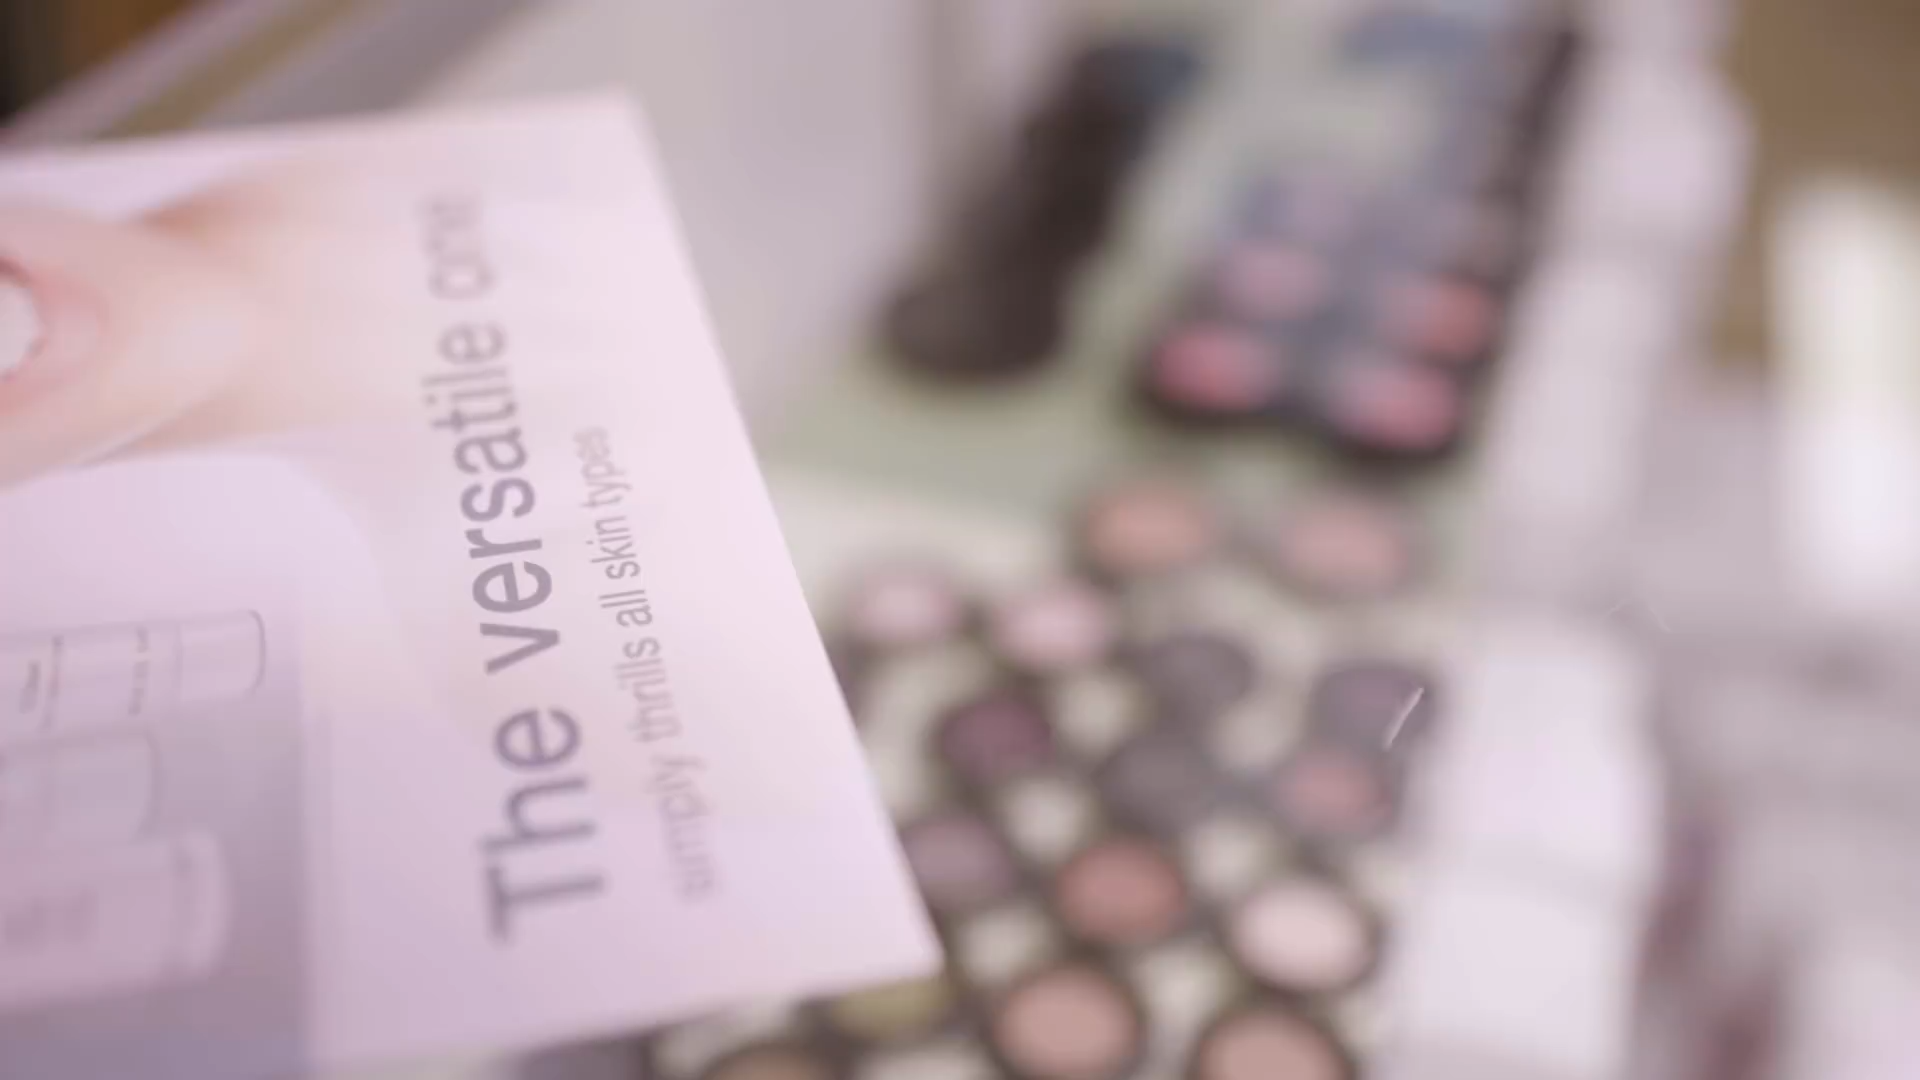 The versatile one
simply thrills all skin types